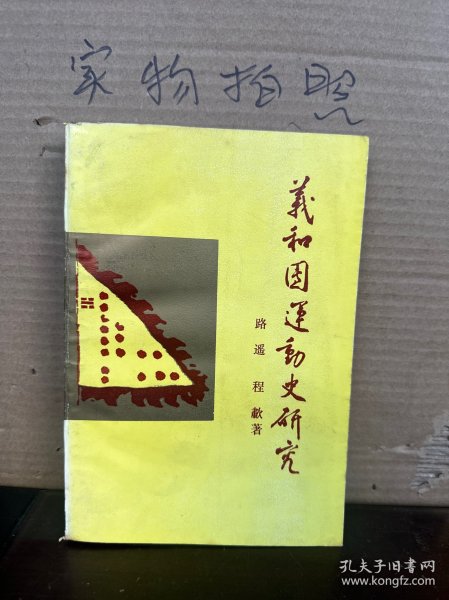 实物拍照
義和團運動史研究
路遥 程歗著
孔夫子旧书网
www.kongfz.com